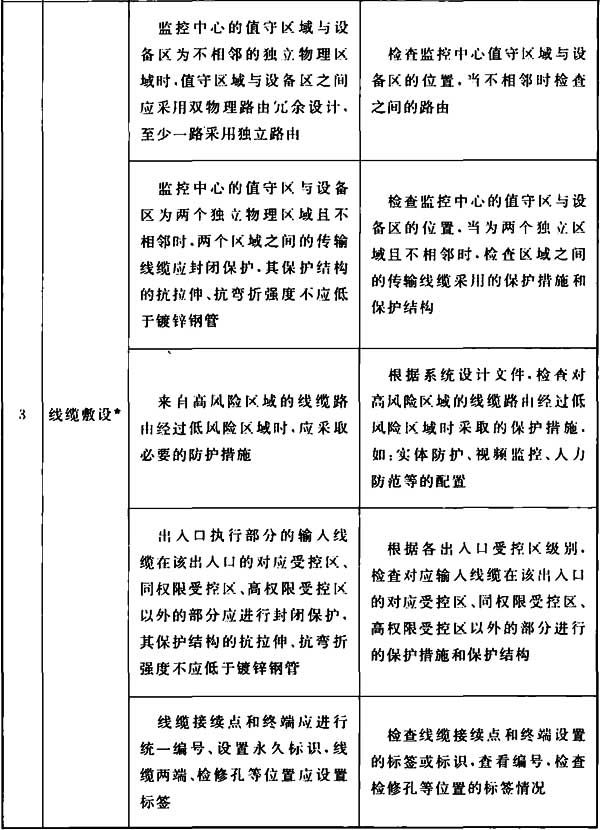 监控中心的值守区域与设
备区为不相邻的独立物理区
域时,值守区域与设备区之间
应采用双物理路由冗余设计,
至少一路采用独立路由
检查监控中心值守区域与设
备区的位置,当不相邻时检查
之间的路由
监控中心的值守区与设备
区为两个独立物理区域且不
相邻时,两个区域之间的传输
线缆应封闭保护,其保护结构
的抗拉伸、抗弯折强度不应低
于镀锌钢管
检查监控中心的值守区与设
备区的位置,当为两个独立区
域且不相邻时,检查区域之间
的传输线缆采用的保护措施和
保护结构
3
线缆敷设*
来自高风险区域的线缆路
由经过低风险区域时,应采取
必要的防护措施
根据系统设计文件,检查对
高风险区域的线缆路由经过低
风险区域时采取的保护措施,
如:实体防护、视频监控、人力
防范等的配置
出入口执行部分的输入线
缆在该出入口的对应受控区、
同权限受控区、高权限受控区
以外的部分应进行封闭保护,
其保护结构的抗拉伸、抗弯折
强度不应低于镀锌钢管
根据各出入口受控区级别,
检查对应输入线缆在该出入口
的对应受控区、同权限受控区、
高权限受控区以外的部分进行
的保护措施和保护结构
线缆接续点和终端应进行
统一编号、设置永久标识,线
缆两端、检修孔等位置应设置
标签
检查线缆接续点和终端设置
的标签或标识,查看编号,检查
检修孔等位置的标签情况